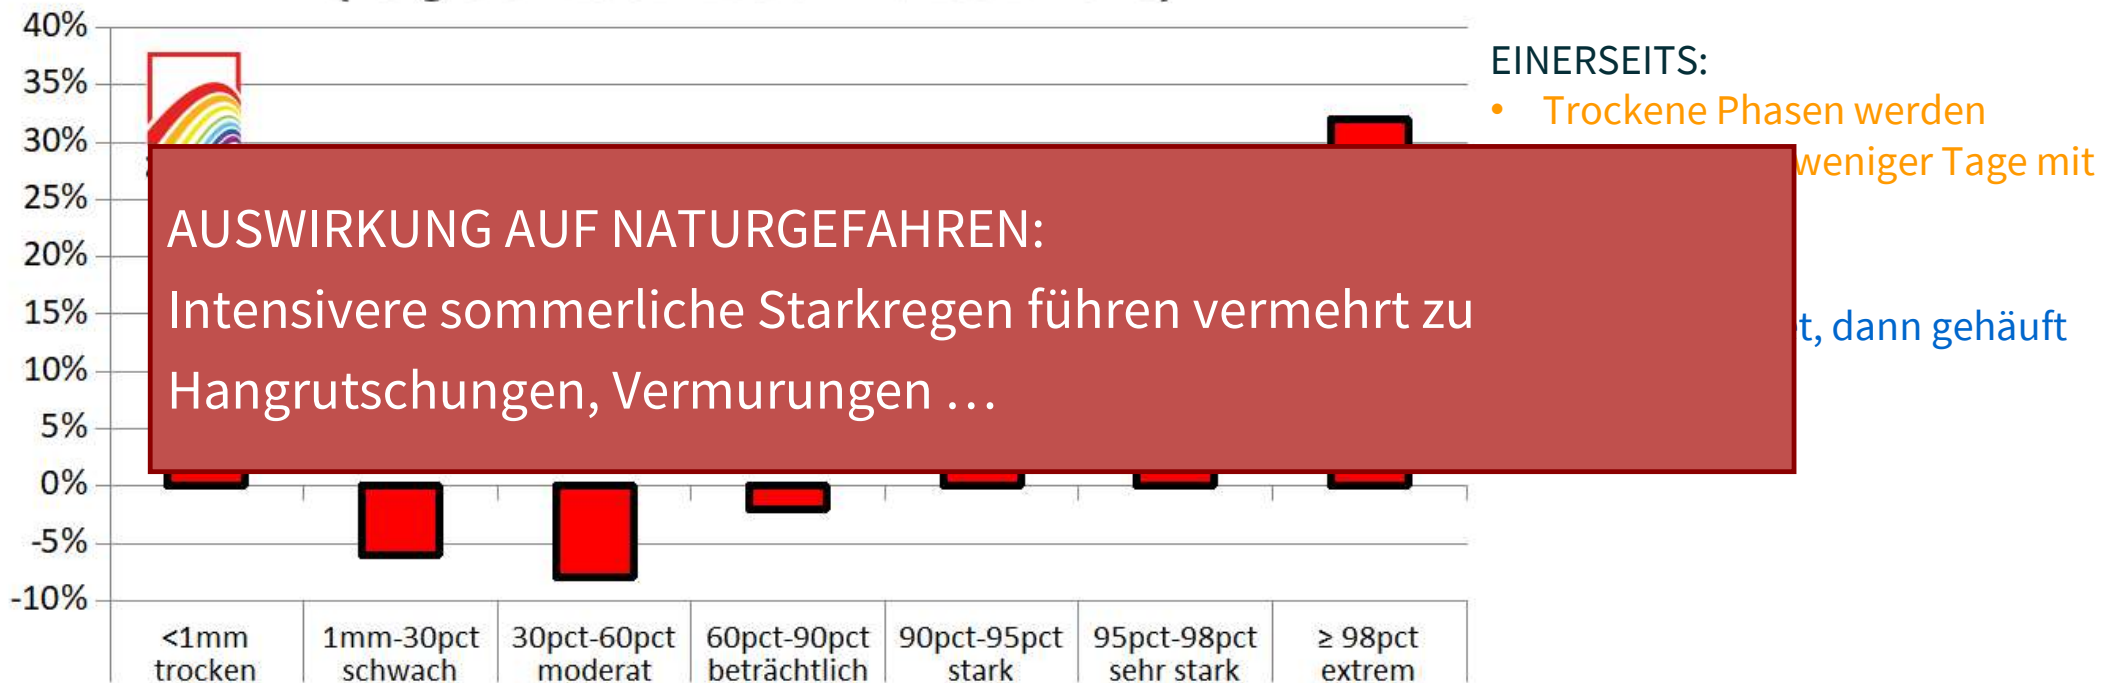 40%
35%
30%
25%
20%
15%
10%
5%
0%
-5%
-10%
<1mm
trocken
1mm-30pct
schwach
30pct-60pct
moderat
60pct-90pct
beträchtlich
90pct-95pct
stark
95pct-98pct
sehr stark
≥ 98pct
extrem
AUSWIRKUNG AUF NATURGEFAHREN:
Intensivere sommerliche Starkregen führen vermehrt zu
Hangrutschungen, Vermurungen …
EINERSEITS:
• Trockene Phasen werden
weniger Tage mit
t, dann gehäuft